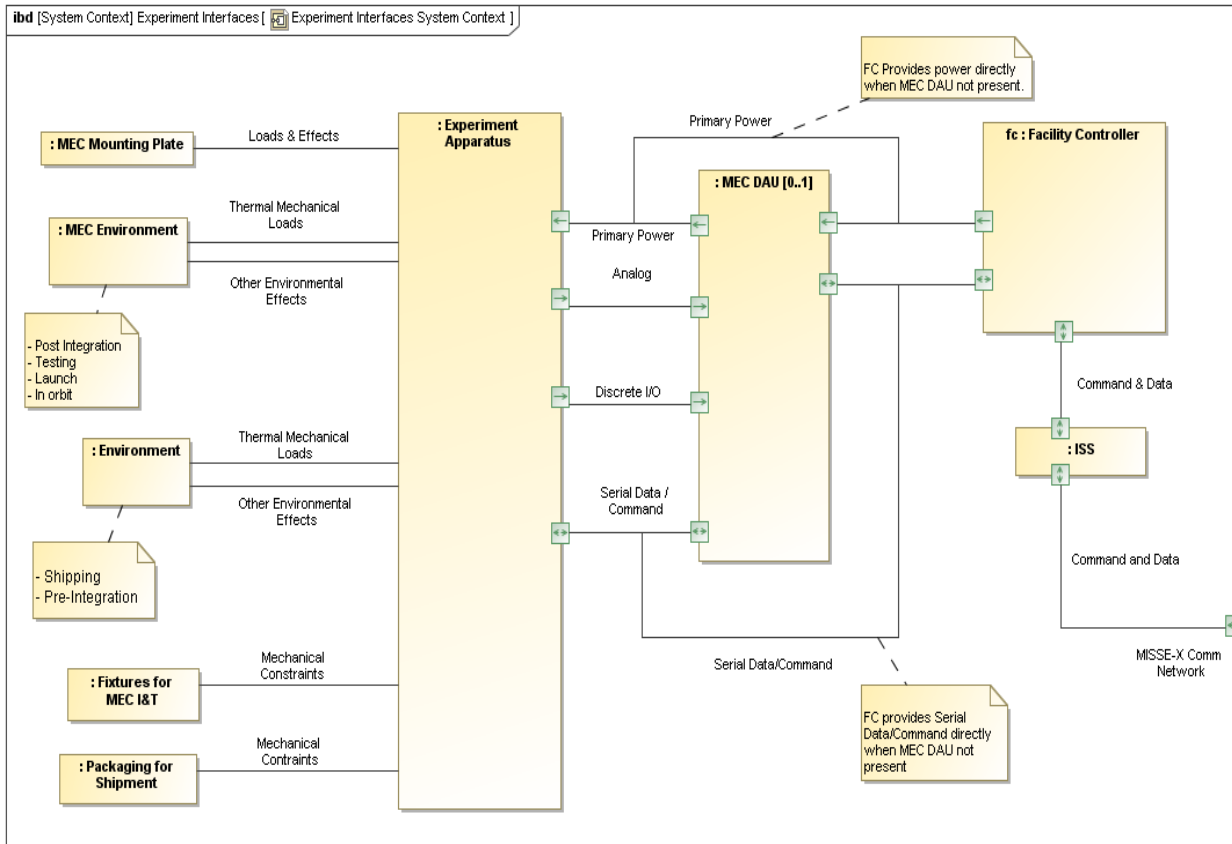 ibd [System Context] Experiment Interfaces [ Experiment Interfaces System Context ]
FC Provides power directly
when MEC DAU not present.
Primary Power
: MEC Mounting Plate
Loads & Effects
: Experiment
Apparatus
fc : Facility Controller
: MEC DAU [0..1]
Thermal Mechanical
Loads
: MEC Environment
Primary Power
Other Environmental
Effects
Analog
- Post Integration
- Testing
- Launch
- In orbit
Discrete I/O
Command & Data
: Environment
Thermal Mechanical
Loads
: ISS
Other Environmental
Effects
Serial Data /
Command
- Shipping
- Pre-Integration
Command and Data
Mechanical
Constraints
: Fixtures for
MEC I&T
Serial Data/Command
MISSE-X Comm
Network
FC provides Serial
Data/Command directly
when MEC DAU not
present
Mechanical
Contraints
: Packaging for
Shipment